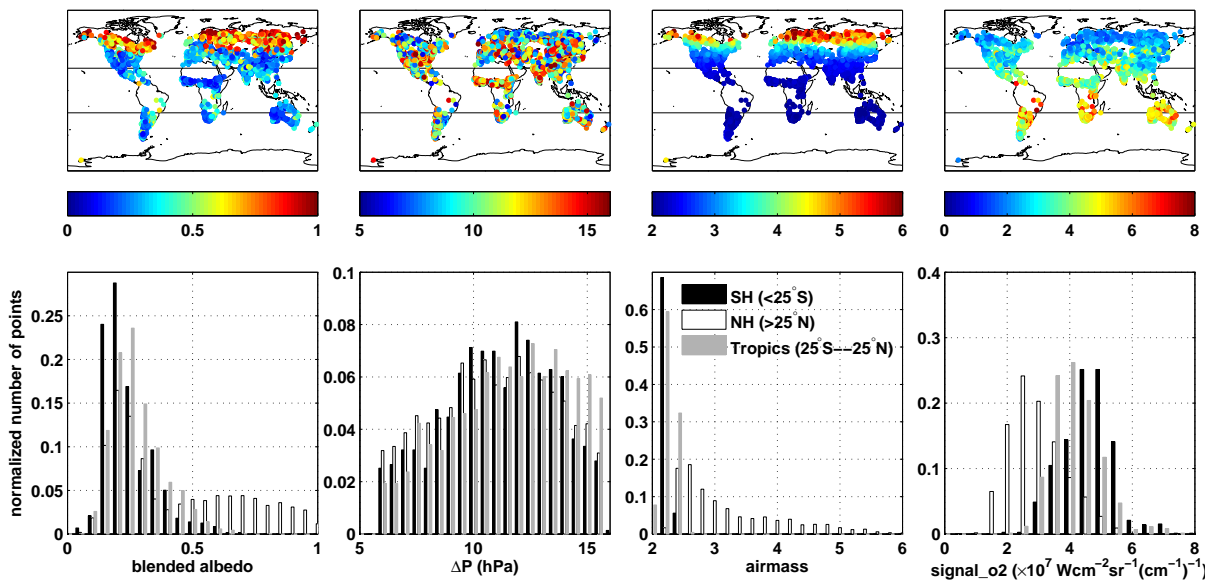 0 0.5 1
5 10 15
2 3 4 5 6
0 2 4 6 8
normalized number of points
0.25
0.2
0.15
0.1
0.05
0
0 0.5 1
blended albedo
0.1
0.08
0.06
0.04
0.02
0
5 10 15
ΔP (hPa)
0.6
0.5
0.4
0.3
0.2
0.1
0
2 3 4 5 6
airmass
SH (<25°S)
NH (>25°N)
Tropics (25°S−−25°N)
0.4
0.3
0.2
0.1
0
0 2 4 6 8
signal_o2 (×10⁷ Wcm⁻²sr⁻¹(cm⁻¹)⁻¹)